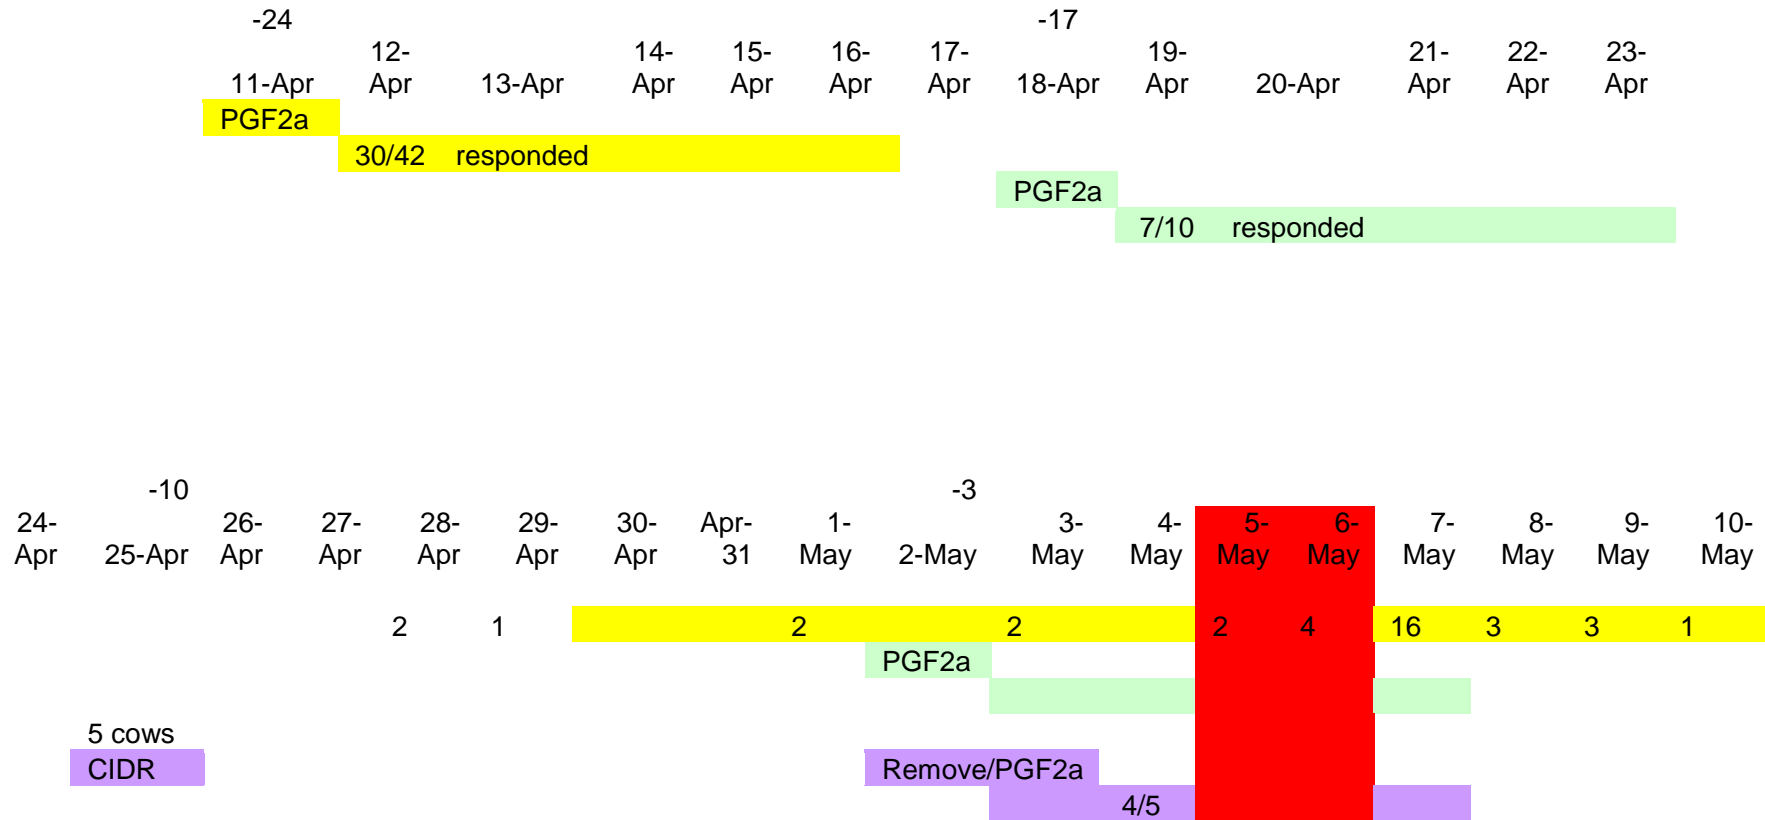 -24 -17
12- 14- 15- 16- 17- 19- 21- 22- 23-
11-Apr Apr 13-Apr Apr Apr Apr Apr 18-Apr Apr 20-Apr Apr Apr Apr
PGF2a
30/42 responded
PGF2a
7/10 responded
-10 -3
24- 26- 27- 28- 29- 30- Apr- 1- 3- 4- 5- 6- 7- 8- 9- 10-
Apr 25-Apr Apr Apr Apr Apr Apr 31 May 2-May May May May May May May May May
2 1 2 2 2 4 16 3 3 1
PGF2a
5 cows
CIDR Remove/PGF2a
4/5